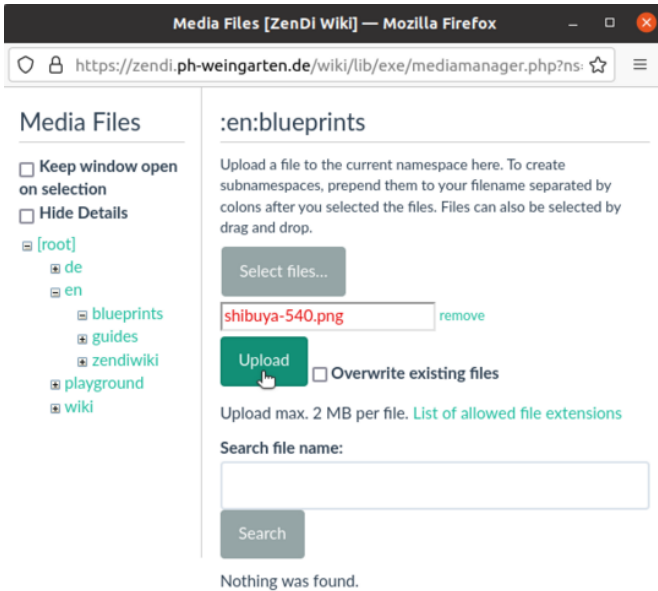 Media Files [ZenDi Wiki] — Mozilla Firefox
https://zendi.ph-weingarten.de/wiki/lib/exe/mediamanager.php?ns:
Media Files
Keep window open
on selection
Hide Details
[root]
de
en
blueprints
guides
zendiwiki
playground
wiki
:en:blueprints
Upload a file to the current namespace here. To create
subnamespaces, prepend them to your filename separated by
colons after you selected the files. Files can also be selected by
drag and drop.
Select files...
shibuya-540.png remove
Upload Overwrite existing files
Upload max. 2 MB per file. List of allowed file extensions
Search file name:
Search
Nothing was found.